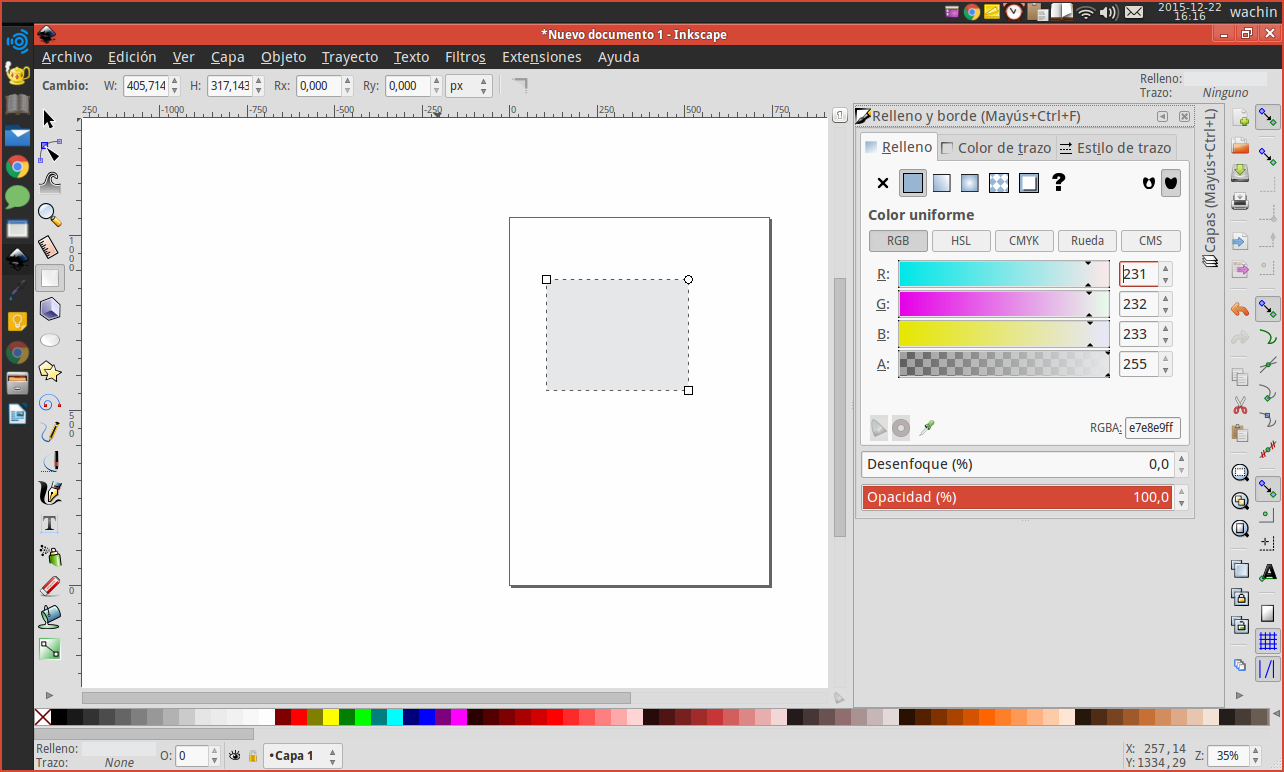 2015-12-22
16:16
wachin
*Nuevo documento 1 - Inkscape
Archivo Edición Ver Capa Objeto Trayecto Texto Filtros Extensiones Ayuda
Cambio: W: 405,714 H: 317,143 Rx: 0,000 Ry: 0,000 px
Relleno:
Trazo: Ninguno
250 -1000 -750 -500 -250 0 250 500 750
1000
500
0
Relleno y borde (Mayús+Ctrl+F)
Capas (Mayús+Ctrl+L)
Relleno Color de trazo Estilo de trazo
?
Color uniforme
RGB HSL CMYK Rueda CMS
R: 231
G: 232
B: 233
A: 255
RGBA: e7e8e9ff
Desenfoque (%) 0,0
Opacidad (%) 100,0
Relleno:
Trazo: None
O: 0
•Capa 1
X: 257,14
Y: 1334,29
Z: 35%